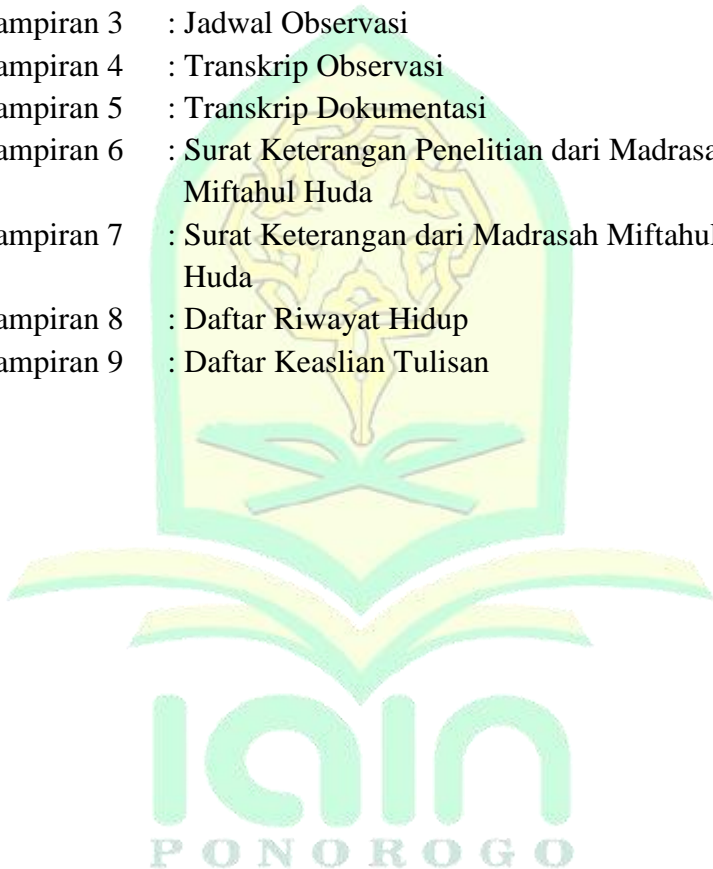 ampiran 3 : Jadwal Observasi
ampiran 4 : Transkrip Observasi
ampiran 5 : Transkrip Dokumentasi
ampiran 6 : Surat Keterangan Penelitian dari Madrasa
Miftahul Huda
ampiran 7 : Surat Keterangan dari Madrasah Miftahul
Huda
ampiran 8 : Daftar Riwayat Hidup
ampiran 9 : Daftar Keaslian Tulisan
iain
PONOROGO